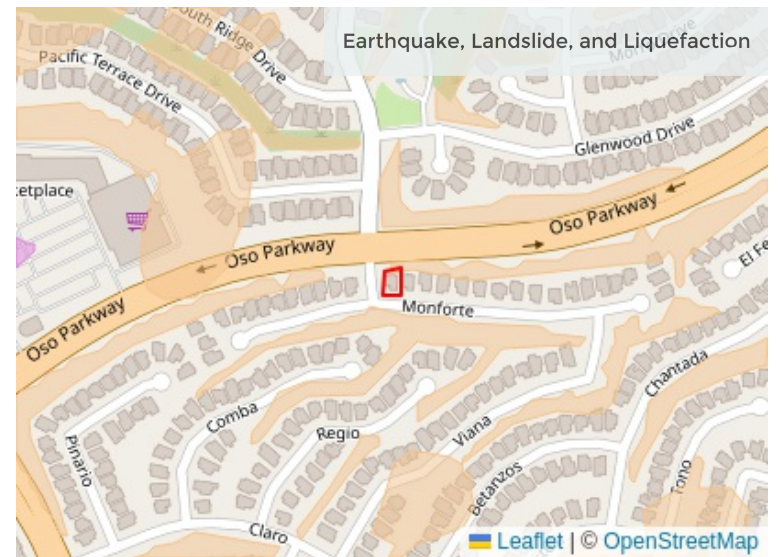 South Ridge Drive
Earthquake, Landslide, and Liquefaction
Pacific Terrace Drive
Glenwood Drive
etplace
Oso Parkway
Oso Parkway
Oso Parkway
El Fe
Monforte
Chantada
Comba
Regio
Viana
Pinario
Betanzos
Tono
Claro
Leaflet | © OpenStreetMap